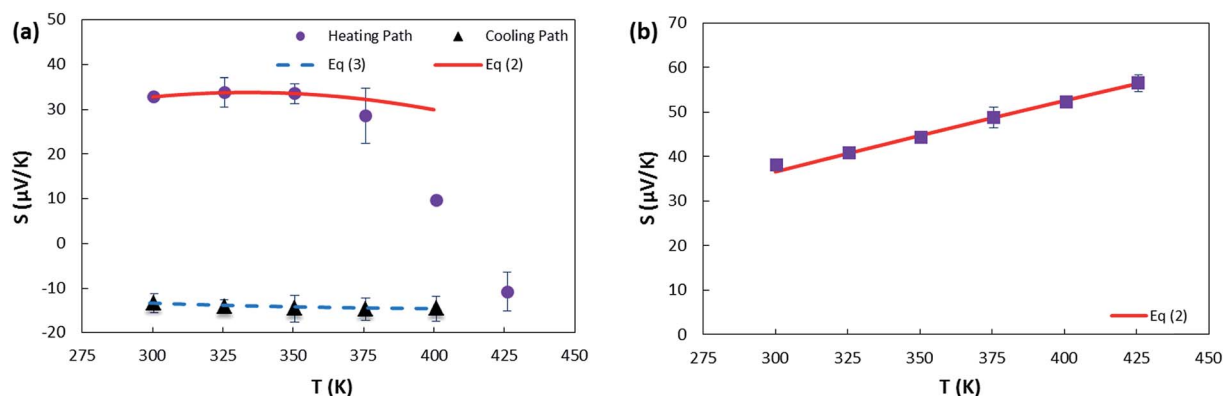 (a)
Heating Path
Cooling Path
Eq (3)
Eq (2)
50
40
30
20
10
0
-10
-20
S (µV/K)
275 300 325 350 375 400 425 450
T (K)
(b)
70
60
50
40
30
20
10
0
S (µV/K)
Eq (2)
275 300 325 350 375 400 425 450
T (K)